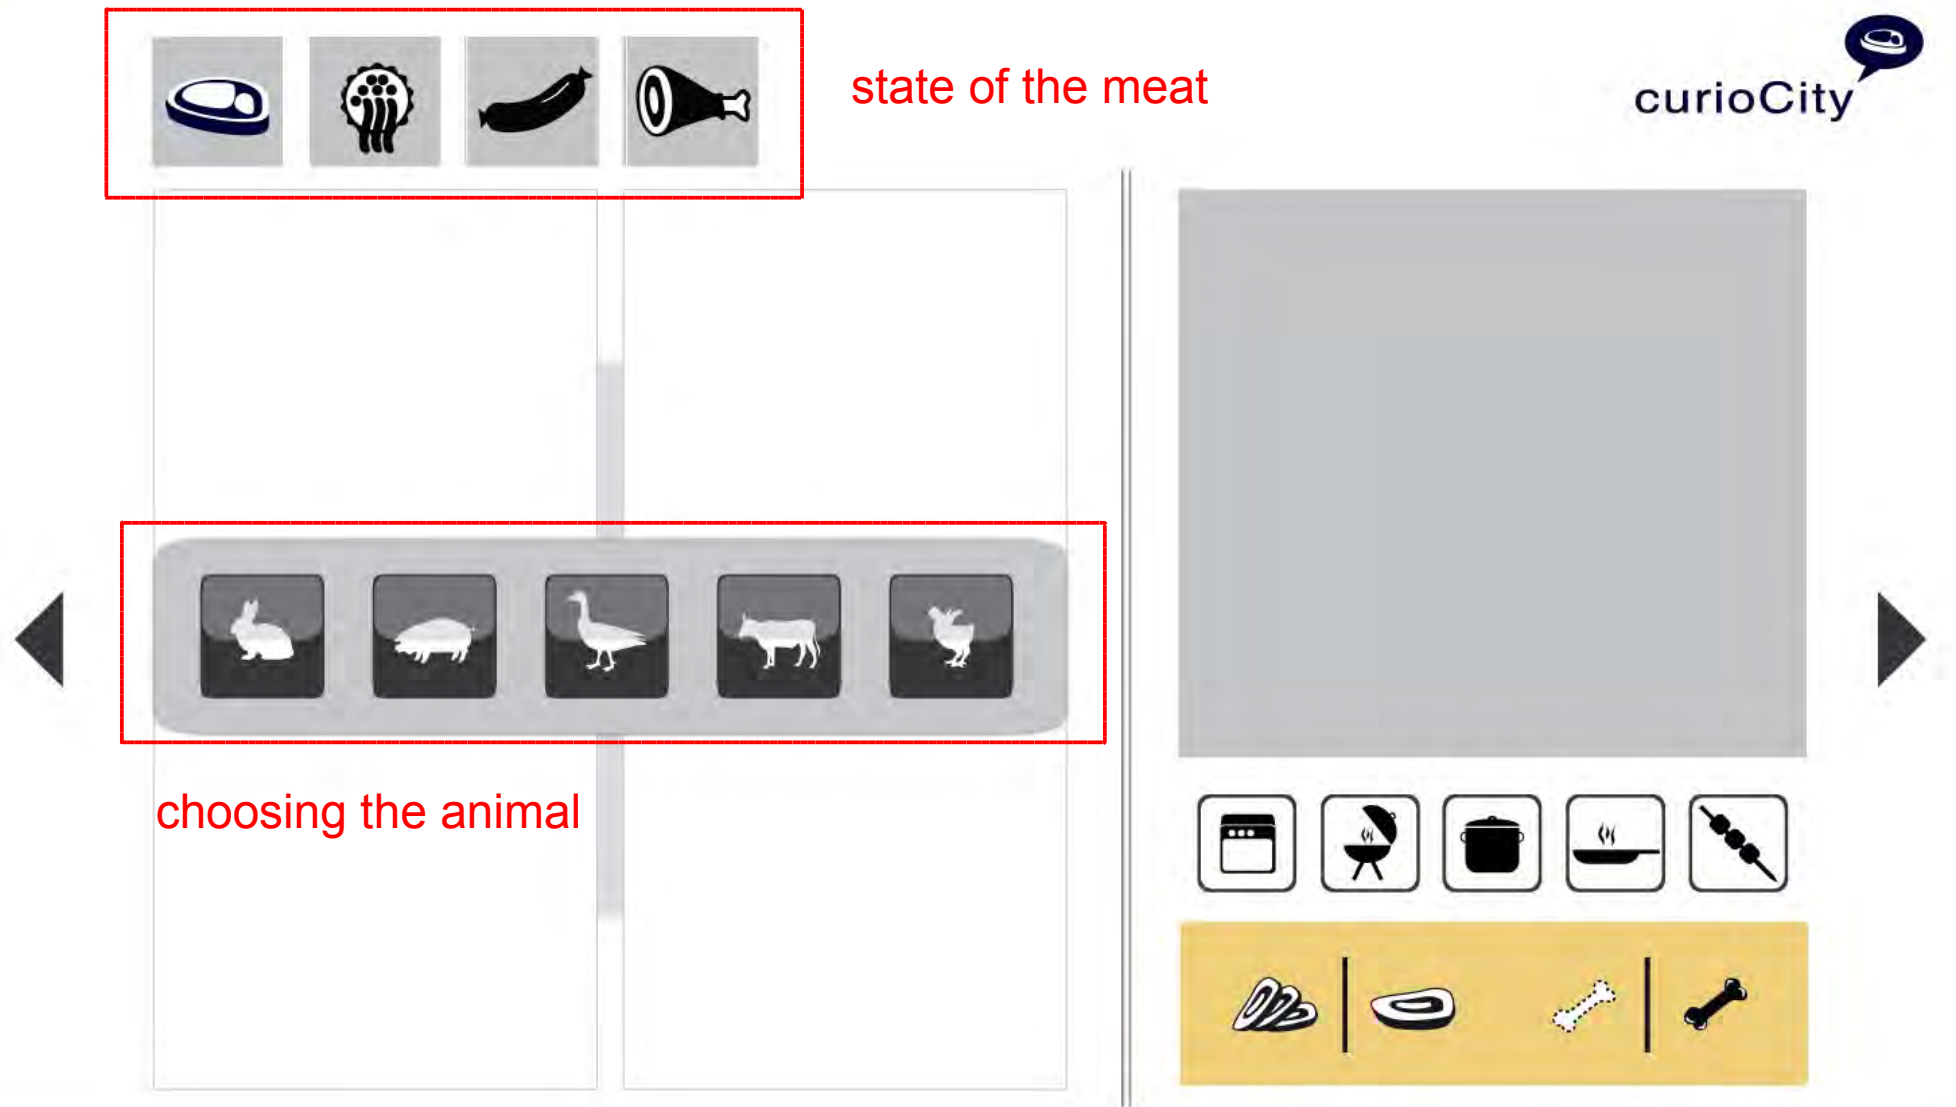 state of the meat
curioCity
choosing the animal